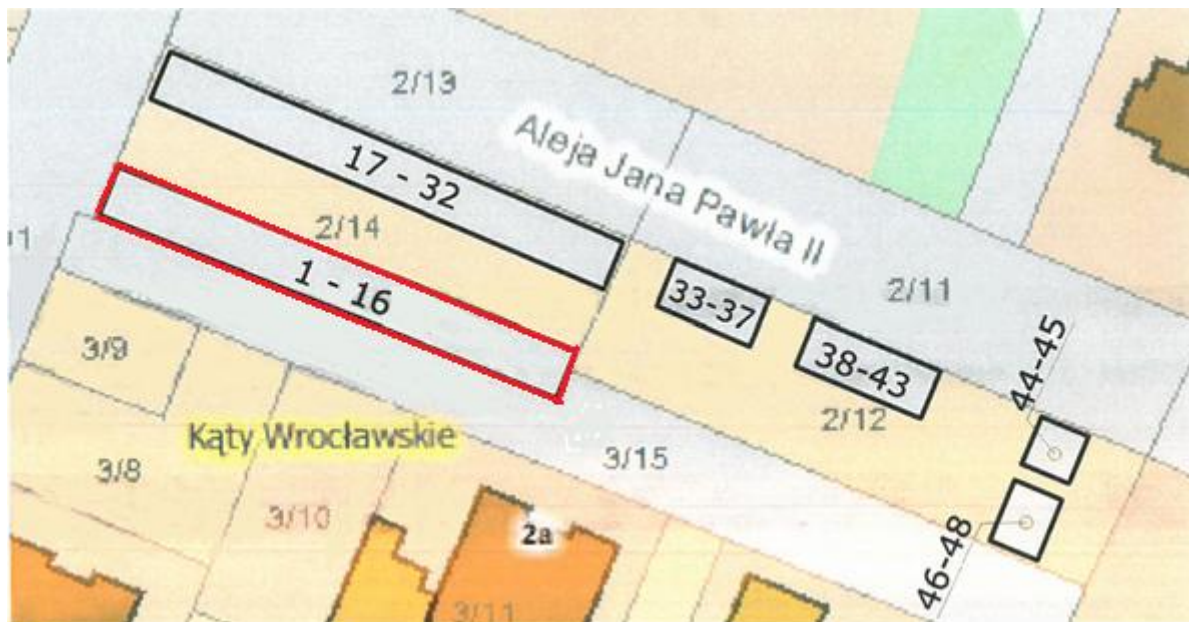 2/13
Aleja Jana Pawła II
17 - 32
2/14
1 - 16
2/11
33-37
38-43
44-45
3/9
2/12
Kąty Wrocławskie
3/15
3/8
3/10
2a
46-48
3/11